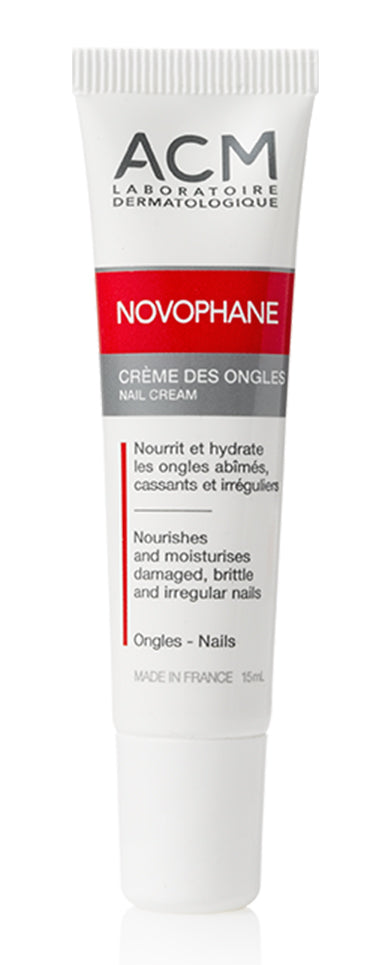 ACM
LABORATOIRE
DERMATOLOGIQUE
NOVOPHANE
CRÈME DES ONGLES
NAIL CREAM
Nourrit et hydrate
les ongles abîmés,
cassants et irréguliers
Nourishes
and moisturises
damaged, brittle
and irregular nails
Ongles - Nails
MADE IN FRANCE 15mL